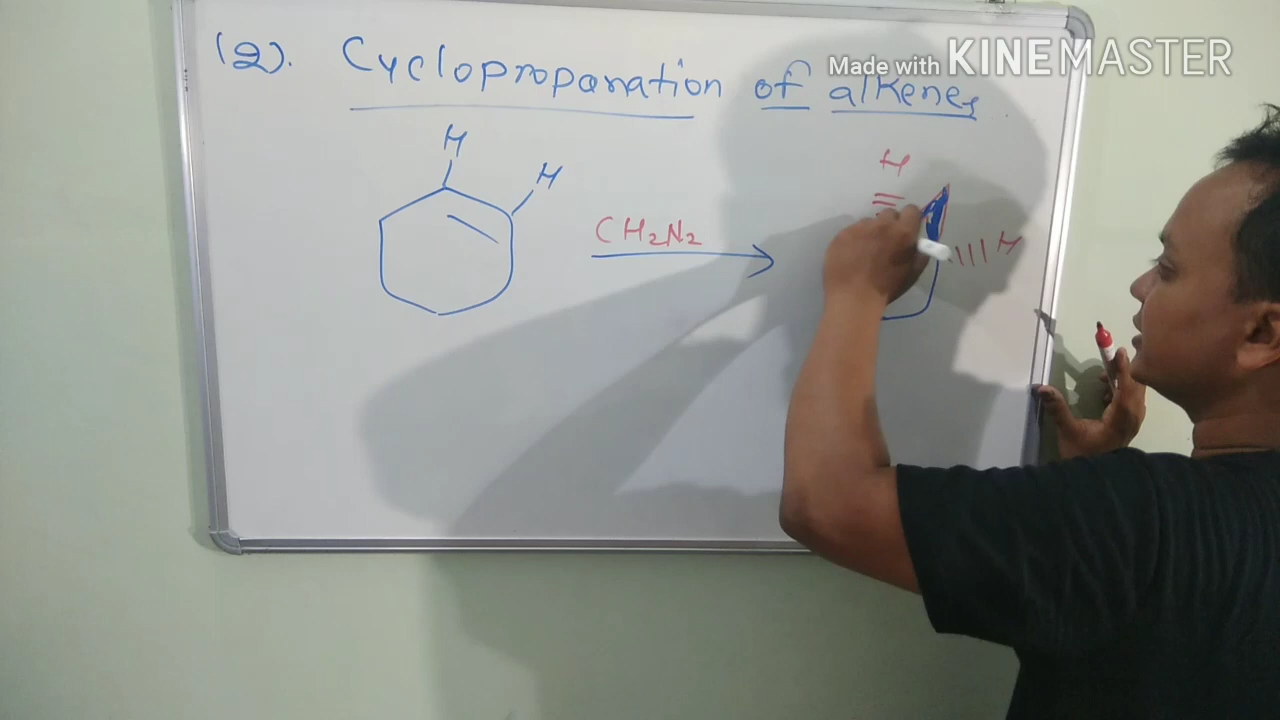 (2). Cyclopropanation of alkenes
Made with KINEMASTER
H
H
CH₂N₂
H
H